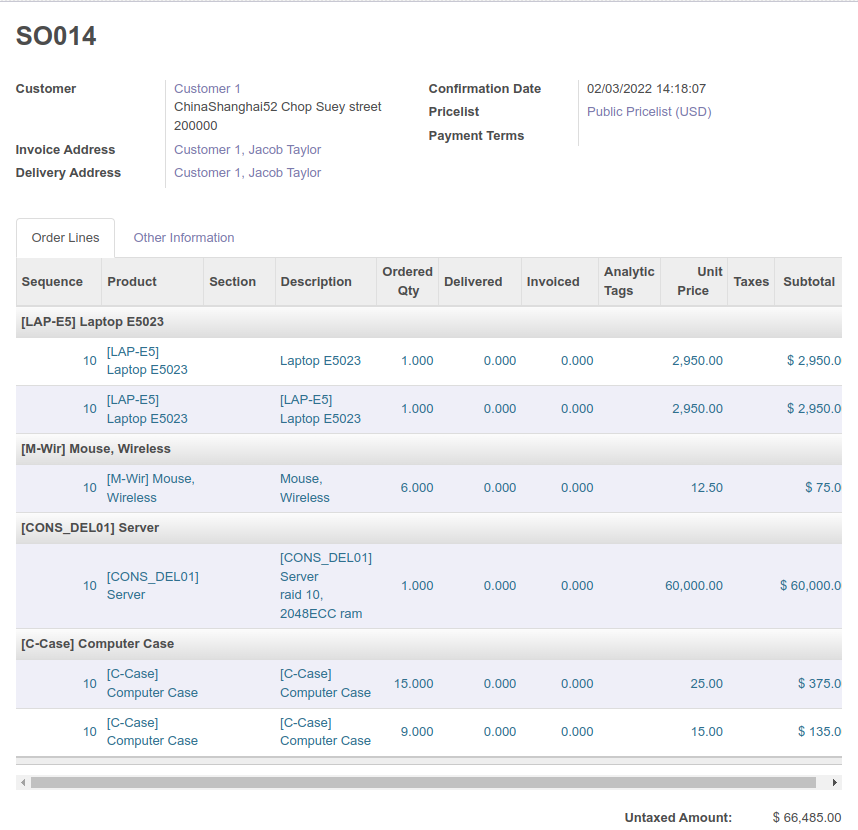 SO014
Customer
Customer 1
ChinaShanghai52 Chop Suey street
200000
Invoice Address
Customer 1, Jacob Taylor
Delivery Address
Customer 1, Jacob Taylor
Confirmation Date
02/03/2022 14:18:07
Pricelist
Public Pricelist (USD)
Payment Terms
Order Lines Other Information
Sequence Product Section Description Ordered Qty Delivered Invoiced Analytic Tags Unit Price Taxes Subtotal
[LAP-E5] Laptop E5023
10 [LAP-E5] Laptop E5023 Laptop E5023 1.000 0.000 0.000 2,950.00 $ 2,950.0
10 [LAP-E5] Laptop E5023 [LAP-E5] Laptop E5023 1.000 0.000 0.000 2,950.00 $ 2,950.0
[M-Wir] Mouse, Wireless
10 [M-Wir] Mouse, Wireless Mouse, Wireless 6.000 0.000 0.000 12.50 $ 75.0
[CONS_DEL01] Server
10 [CONS_DEL01] Server [CONS_DEL01] Server raid 10, 2048ECC ram 1.000 0.000 0.000 60,000.00 $ 60,000.0
[C-Case] Computer Case
10 [C-Case] Computer Case [C-Case] Computer Case 15.000 0.000 0.000 25.00 $ 375.0
10 [C-Case] Computer Case [C-Case] Computer Case 9.000 0.000 0.000 15.00 $ 135.0
Untaxed Amount: $ 66,485.00